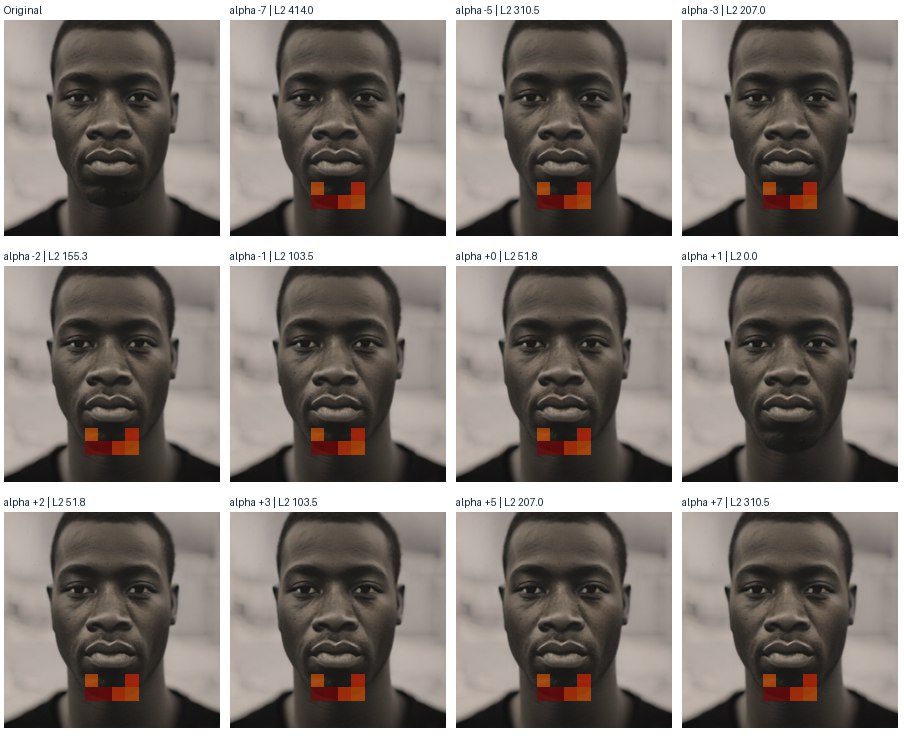 Original
alpha -7 | L2 414.0
alpha -5 | L2 310.5
alpha -3 | L2 207.0
alpha -2 | L2 155.3
alpha -1 | L2 103.5
alpha +0 | L2 51.8
alpha +1 | L2 0.0
alpha +2 | L2 51.8
alpha +3 | L2 103.5
alpha +5 | L2 207.0
alpha +7 | L2 310.5